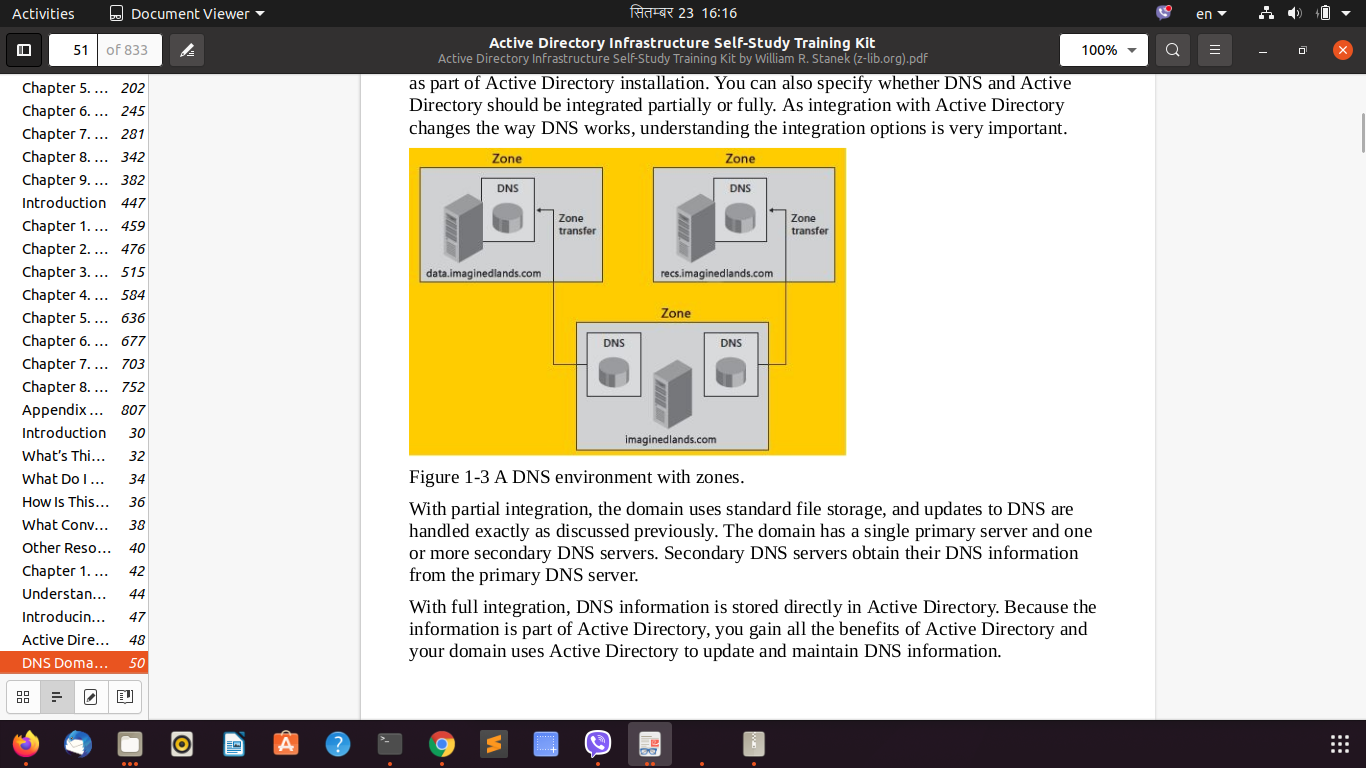 Activities
Document Viewer
सितम्बर 23 16:16
en
51
of 833
Active Directory Infrastructure Self-Study Training Kit
Active Directory Infrastructure Self-Study Training Kit by William R. Stanek (z-lib.org).pdf
100%
Chapter 5. … 202
Chapter 6. … 245
Chapter 7. … 281
Chapter 8. … 342
Chapter 9. … 382
Introduction 447
Chapter 1. … 459
Chapter 2. … 476
Chapter 3. … 515
Chapter 4. … 584
Chapter 5. … 636
Chapter 6. … 677
Chapter 7. … 703
Chapter 8. … 752
Appendix … 807
Introduction 30
What’s Thi… 32
What Do I … 34
How Is This… 36
What Conv… 38
Other Reso… 40
Chapter 1. … 42
Understan… 44
Introducin… 47
Active Dire… 48
DNS Doma… 50
as part of Active Directory installation. You can also specify whether DNS and Active
Directory should be integrated partially or fully. As integration with Active Directory
changes the way DNS works, understanding the integration options is very important.
Zone
DNS
Zone
transfer
data.imaginedlands.com
Zone
DNS
Zone
transfer
recs.imaginedlands.com
Zone
DNS
DNS
imaginedlands.com
Figure 1-3 A DNS environment with zones.
With partial integration, the domain uses standard file storage, and updates to DNS are
handled exactly as discussed previously. The domain has a single primary server and one
or more secondary DNS servers. Secondary DNS servers obtain their DNS information
from the primary DNS server.
With full integration, DNS information is stored directly in Active Directory. Because the
information is part of Active Directory, you gain all the benefits of Active Directory and
your domain uses Active Directory to update and maintain DNS information.